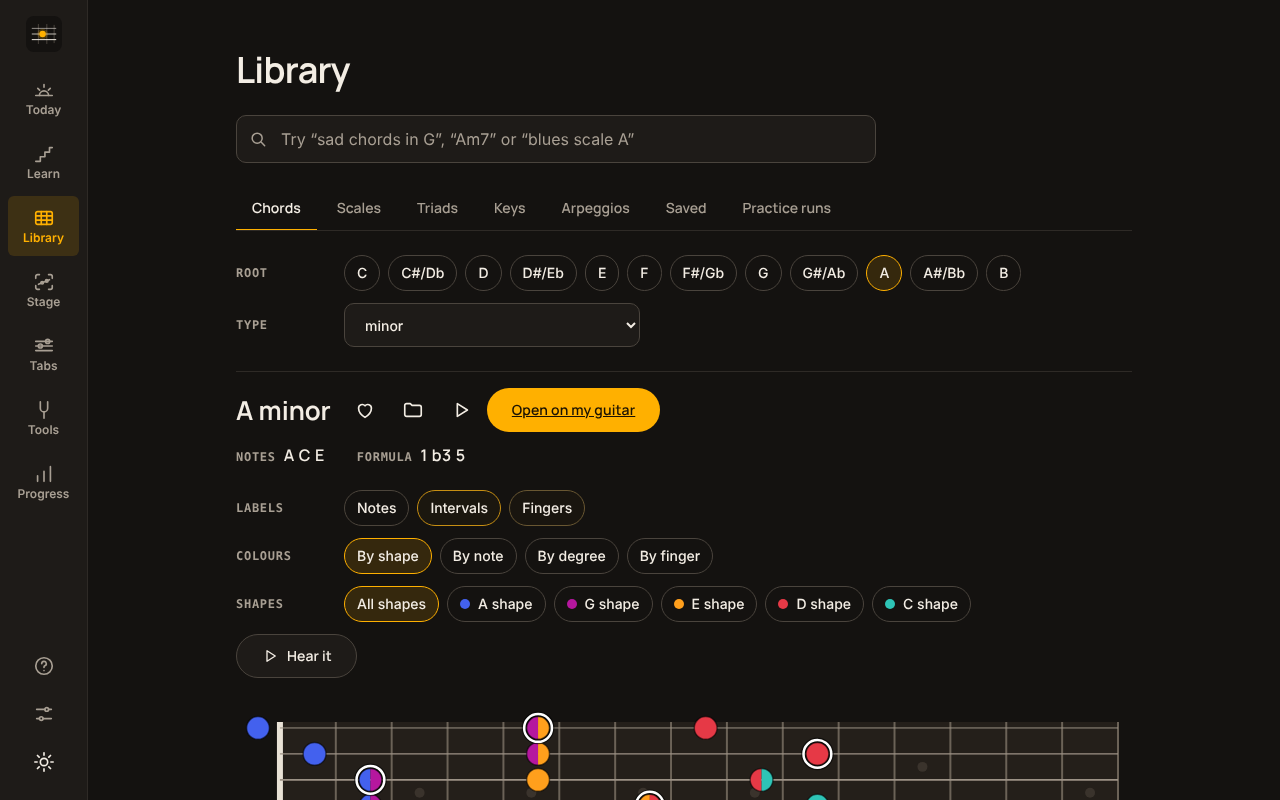 Library
Try “sad chords in G”, “Am7” or “blues scale A”
Today
Learn
Library
Stage
Tabs
Tools
Progress
Chords Scales Triads Keys Arpeggios Saved Practice runs
ROOT C C#/Db D D#/Eb E F F#/Gb G G#/Ab A A#/Bb B
TYPE minor
A minor Open on my guitar
NOTES A C E FORMULA 1 b3 5
LABELS Notes Intervals Fingers
COLOURS By shape By note By degree By finger
SHAPES All shapes A shape G shape E shape D shape C shape
Hear it